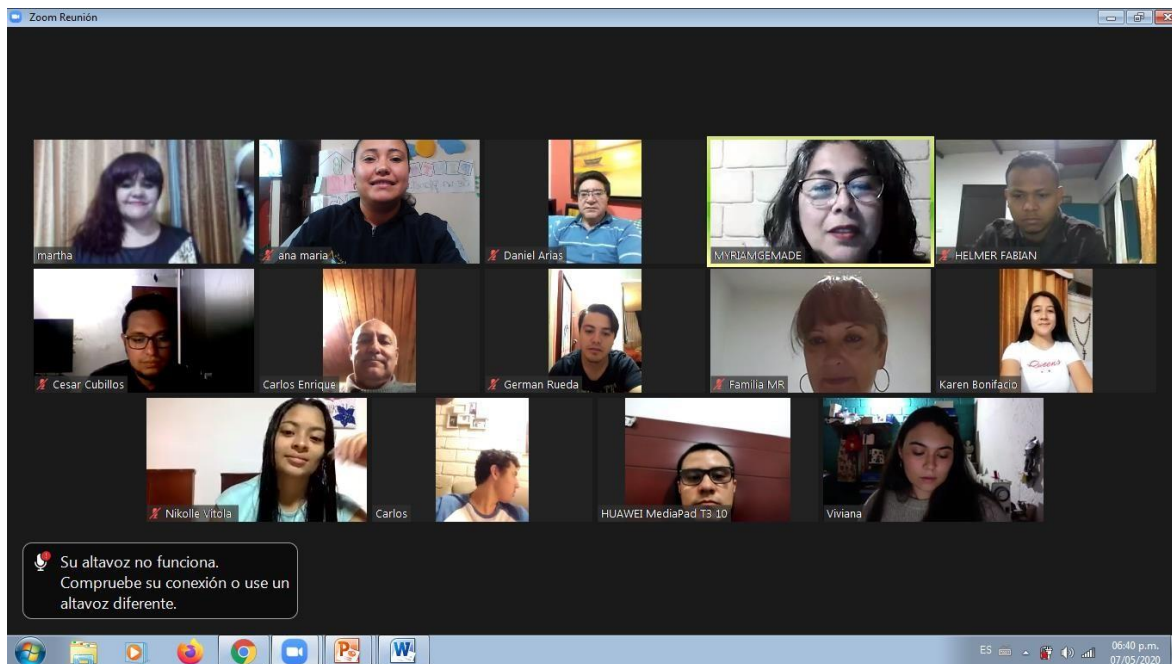 Zoom Reunión
martha
ana maria
Daniel Arias
MYRIAMGEMADE
HELMER FABIAN
Cesar Cubillos
Carlos Enrique
German Rueda
Familia MR
Karen Bonifacio
Queens
Nikolle Vitola
Carlos
HUAWEI MediaPad T3 10
Viviana
Su altavoz no funciona.
Compruebe su conexión o use un
altavoz diferente.
ES
06:40 p.m.
07/05/2020